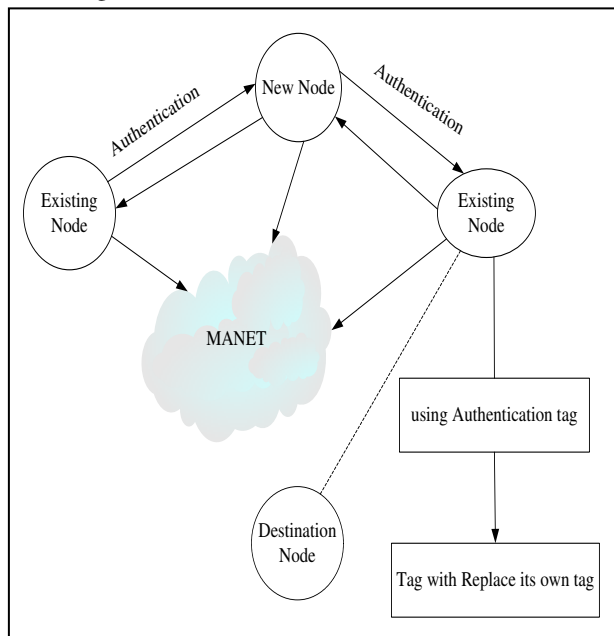 New Node
Authentication
Authentication
Existing
Node
Existing
Node
MANET
using Authentication tag
Destination
Node
Tag with Replace its own tag